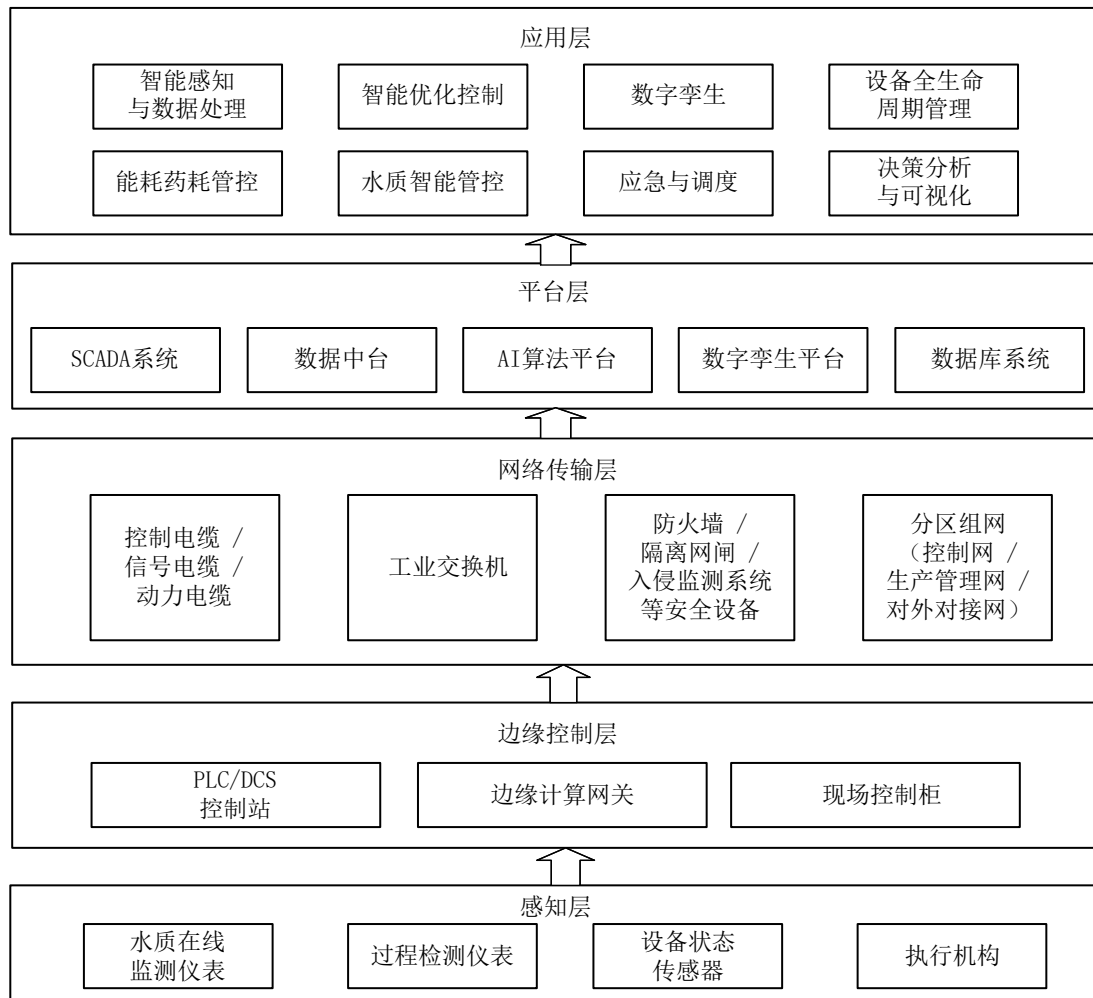 应用层
智能感知
与数据处理
智能优化控制
数字孪生
设备全生命
周期管理
能耗药耗管控
水质智能管控
应急与调度
决策分析
与可视化
平台层
SCADA系统
数据中台
AI算法平台
数字孪生平台
数据库系统
网络传输层
控制电缆 /
信号电缆 /
动力电缆
工业交换机
防火墙 /
隔离网闸 /
入侵监测系统
等安全设备
分区组网
（控制网 /
生产管理网 /
对外对接网）
边缘控制层
PLC/DCS
控制站
边缘计算网关
现场控制柜
感知层
水质在线
监测仪表
过程检测仪表
设备状态
传感器
执行机构